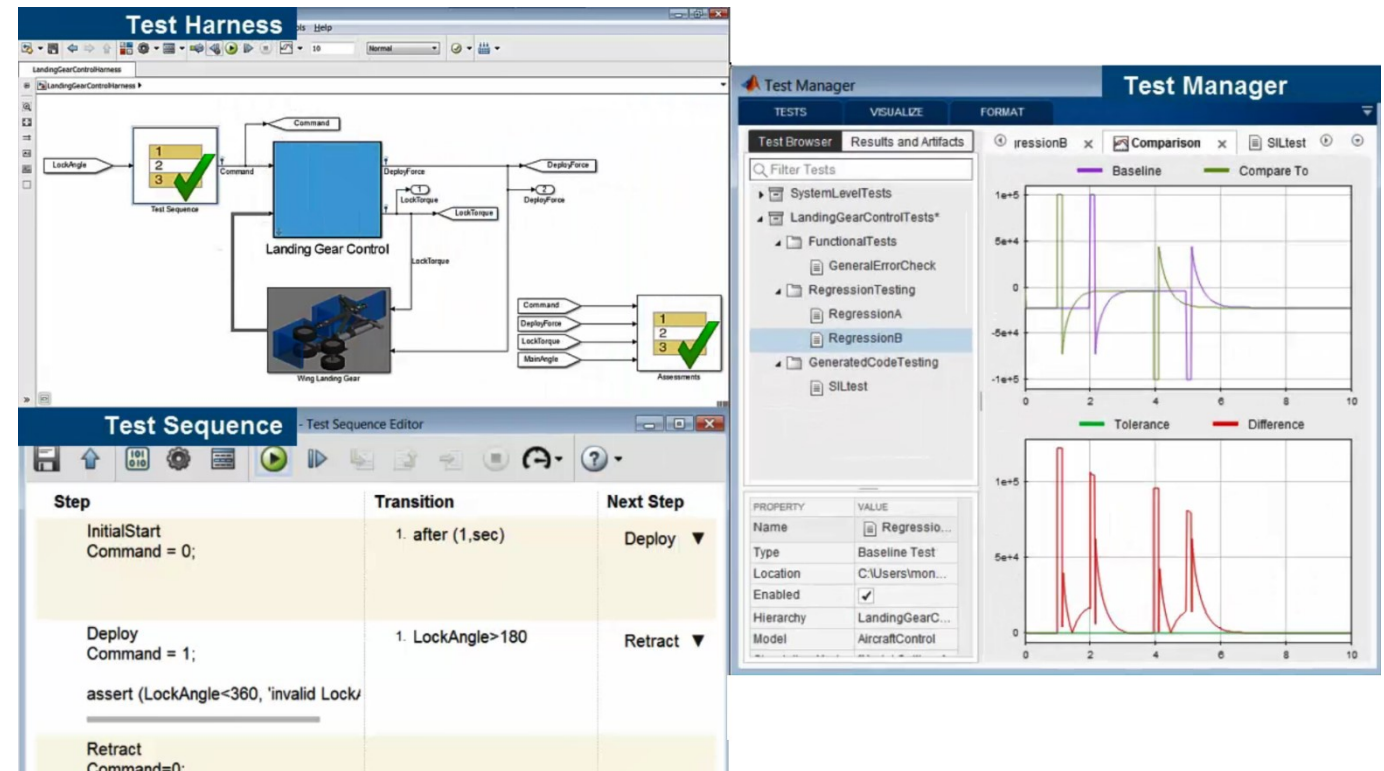 Test Harness
Help
10
Normal
LandingGearControlHarness
LandingGearControlHarness
Command
LockAngle
1
2
3
Test Sequence
Command
DeployForce
DeployForce
1
LockTorque
2
DeployForce
LockTorque
Landing Gear Control
LockTorque
Wing Landing Gear
Command
DeployForce
LockTorque
MainAngle
1
2
3
Assessments
Test Sequence
- Test Sequence Editor
Step
Transition
Next Step
InitialStart
Command = 0;
1. after (1,sec)
Deploy
Deploy
Command = 1;
1. LockAngle>180
Retract
assert (LockAngle<360, 'invalid Lock
Retract
Command=0;
Test Manager
Test Manager
TESTS
VISUALIZE
FORMAT
Test Browser
Results and Artifacts
ressionB
Comparison
SILtest
Filter Tests
SystemLevelTests
LandingGearControlTests*
FunctionalTests
GeneralErrorCheck
RegressionTesting
RegressionA
RegressionB
GeneratedCodeTesting
SILtest
PROPERTY VALUE
Name Regressio...
Type Baseline Test
Location C:\Users\mon...
Enabled
Hierarchy LandingGearC...
Model AircraftControl
Baseline
Compare To
1e+5
5e+4
0
-5e+4
-1e+5
0 2 4 6 8 10
Tolerance
Difference
1e+5
5e+4
0
0 2 4 6 8 10